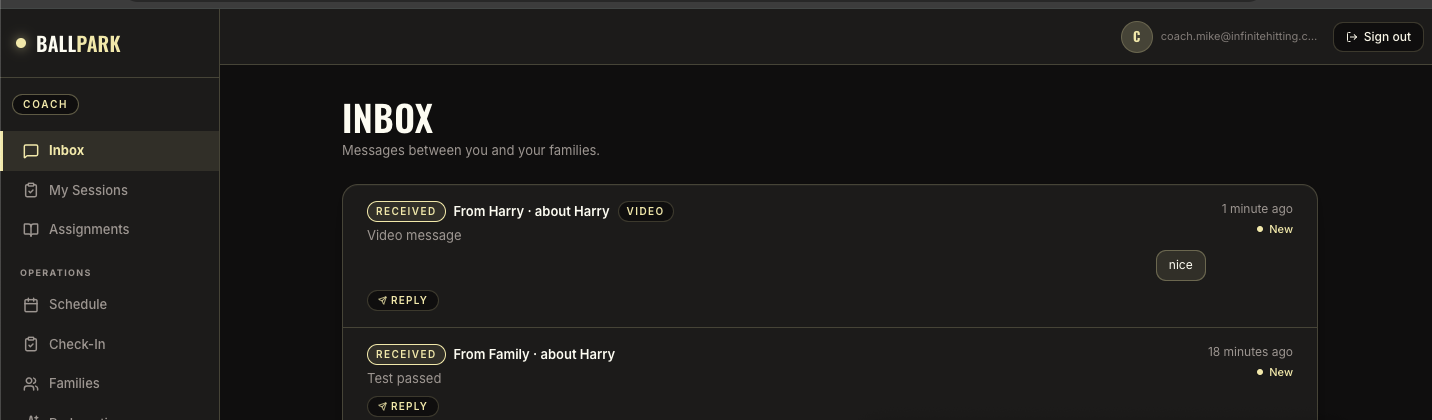 BALLPARK
C
coach.mike@infinitehitting.c...
Sign out
COACH
Inbox
My Sessions
Assignments
OPERATIONS
Schedule
Check-In
Families
INBOX
Messages between you and your families.
RECEIVED From Harry · about Harry VIDEO 1 minute ago
Video message New
nice
REPLY
RECEIVED From Family · about Harry 18 minutes ago
Test passed New
REPLY